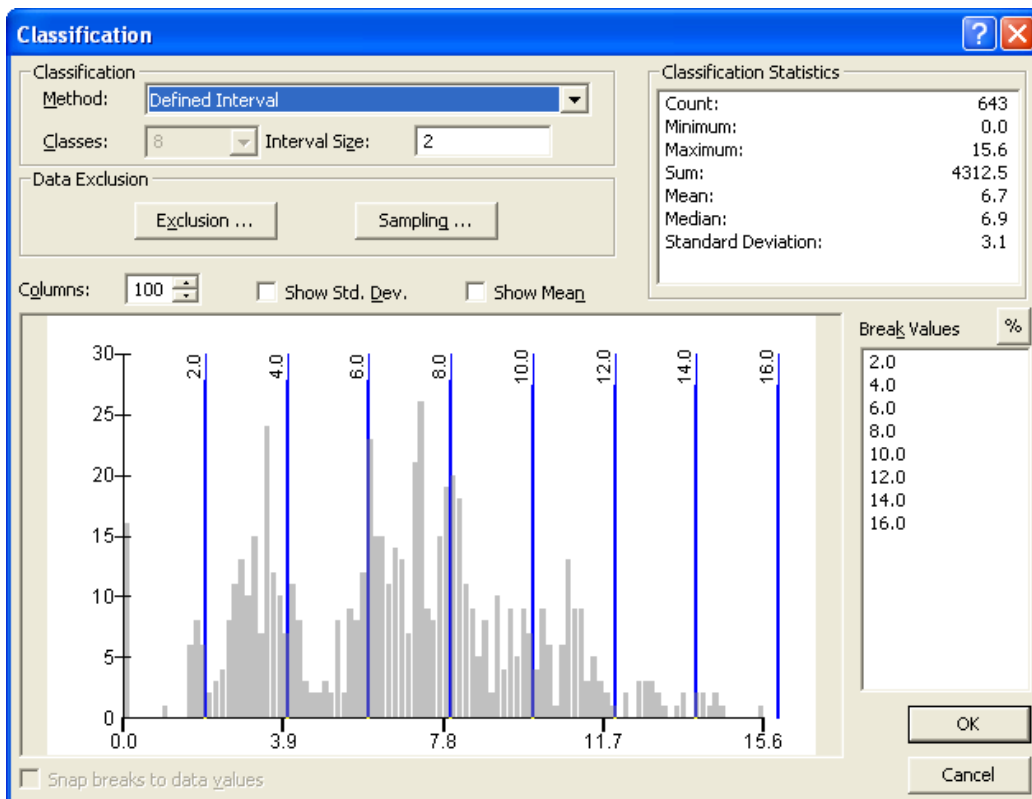 Classification
Classification
Method: Defined Interval
Classes: 8 Interval Size: 2
Data Exclusion
Exclusion ... Sampling ...
Classification Statistics
Count: 643
Minimum: 0.0
Maximum: 15.6
Sum: 4312.5
Mean: 6.7
Median: 6.9
Standard Deviation: 3.1
Columns: 100 Show Std. Dev. Show Mean
30
25
20
15
10
5
0
2.0 4.0 6.0 8.0 10.0 12.0 14.0 16.0
0.0 3.9 7.8 11.7 15.6
Break Values %
2.0
4.0
6.0
8.0
10.0
12.0
14.0
16.0
Snap breaks to data values
OK
Cancel